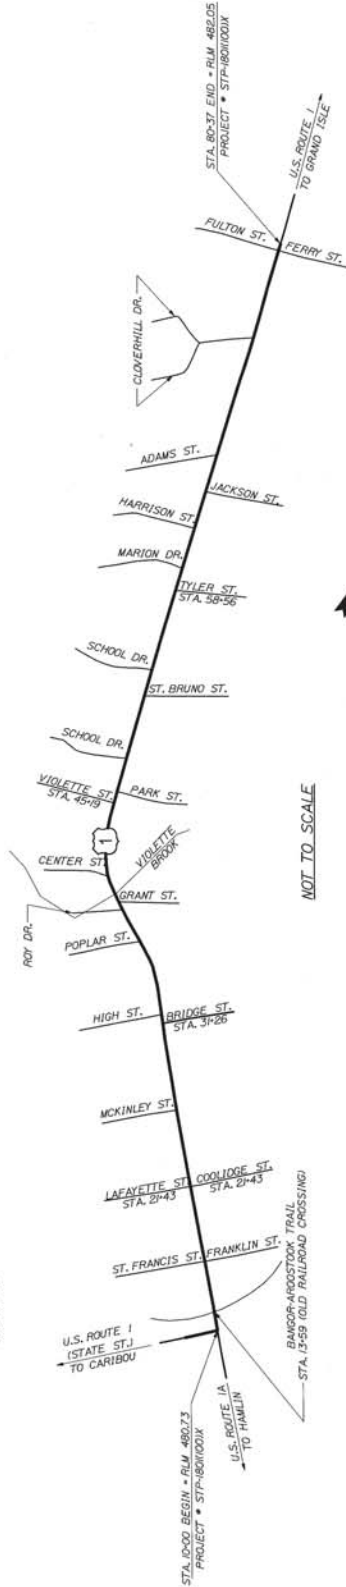 STA. 10+00 BEGIN = RLM 480.73
PROJECT # STP-1801(100)X
U.S. ROUTE 1
(STATE ST.)
TO CARIBOU
U.S. ROUTE 1A
TO HAMLIN
BANGOR-AROOSTOOK TRAIL
STA. 13+59 (OLD RAILROAD CROSSING)
ST. FRANCIS ST.
FRANKLIN ST.
LAFAYETTE ST.
STA. 21+43
COOLIDGE ST.
STA. 21+43
MCKINLEY ST.
HIGH ST.
BRIDGE ST.
STA. 31+26
POPLAR ST.
ROY DR.
GRANT ST.
CENTER ST.
VIOLETTE
BROOK
1
VIOLETTE ST.
STA. 45+19
PARK ST.
SCHOOL DR.
ST. BRUNO ST.
SCHOOL DR.
TYLER ST.
STA. 58+56
MARION DR.
HARRISON ST.
JACKSON ST.
ADAMS ST.
CLOVERHILL DR.
FULTON ST.
FERRY ST.
STA. 80+37 END = RLM 482.05
PROJECT # STP-1801(100)X
U.S. ROUTE 1
TO GRAND ISLE
NOT TO SCALE